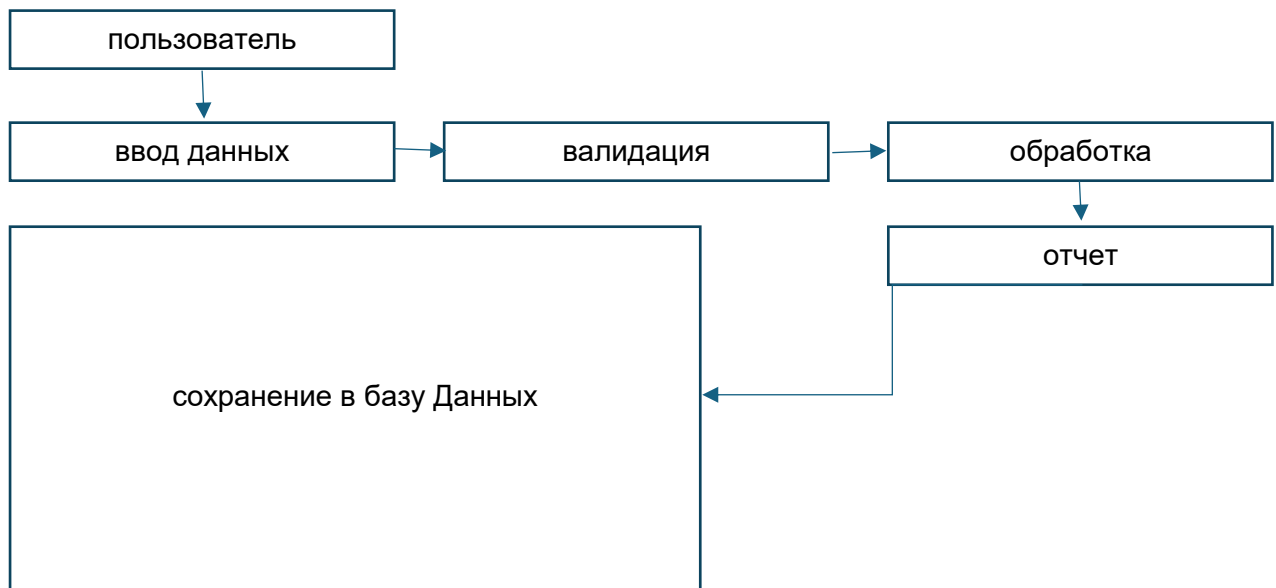 пользователь
ввод данных
валидация
обработка
отчет
сохранение в базу Данных